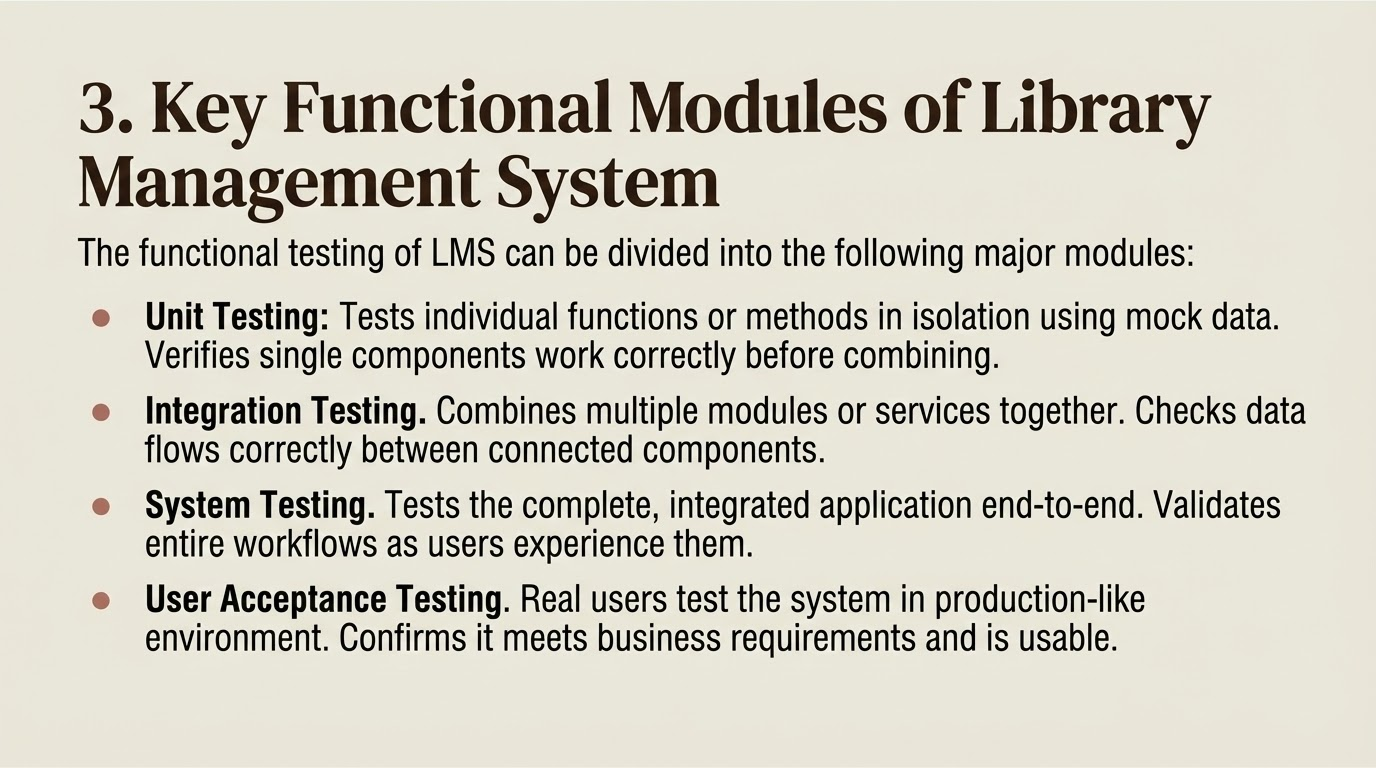 3. Key Functional Modules of Library
Management System
The functional testing of LMS can be divided into the following major modules:
● Unit Testing: Tests individual functions or methods in isolation using mock data.
Verifies single components work correctly before combining.
● Integration Testing. Combines multiple modules or services together. Checks data
flows correctly between connected components.
● System Testing. Tests the complete, integrated application end-to-end. Validates
entire workflows as users experience them.
● User Acceptance Testing. Real users test the system in production-like
environment. Confirms it meets business requirements and is usable.